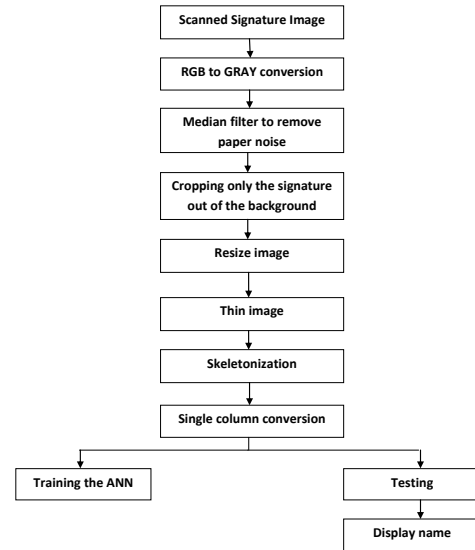 Scanned Signature Image
RGB to GRAY conversion
Median filter to remove
paper noise
Cropping only the signature
out of the background
Resize image
Thin image
Skeletonization
Single column conversion
Training the ANN
Testing
Display name